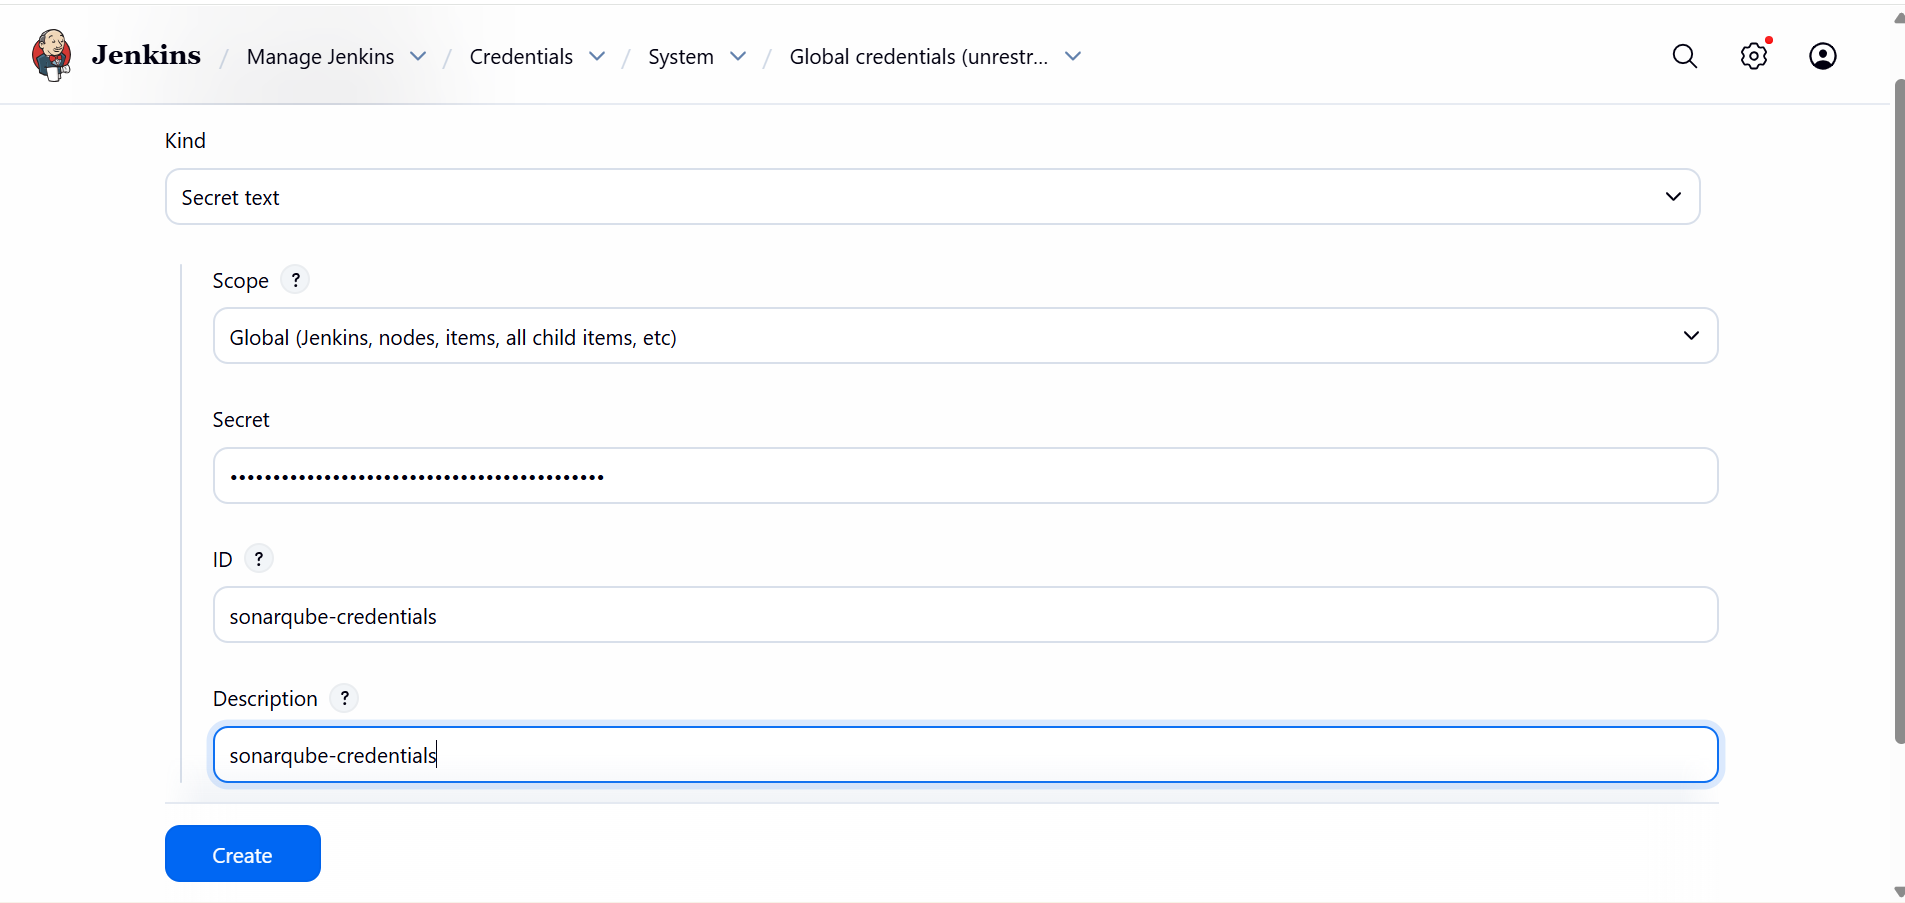 Jenkins / Manage Jenkins / Credentials / System / Global credentials (unrestr...
Kind
Secret text
Scope ?
Global (Jenkins, nodes, items, all child items, etc)
Secret
••••••••••••••••••••••••••••••••••••••••••••
ID ?
sonarqube-credentials
Description ?
sonarqube-credentials
Create